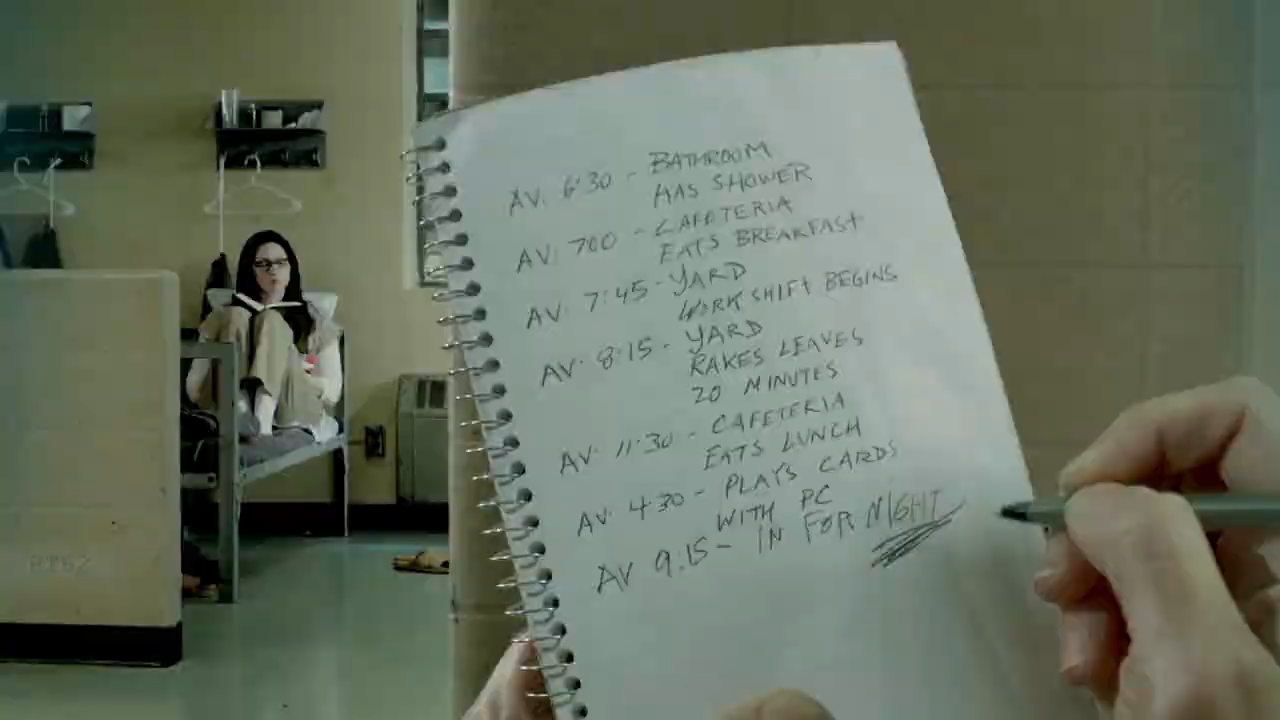 AV: 6:30 - BATHROOM
HAS SHOWER
AV: 700 - CAFETERIA
EATS BREAKFAST
AV: 7:45 - YARD
WORK SHIFT BEGINS
AV: 8:15 - YARD
RAKES LEAVES
20 MINUTES
AV: 11:30 - CAFETERIA
EATS LUNCH
AV: 4:30 - PLAYS CARDS
WITH PC
AV 9:15 - IN FOR NIGHT